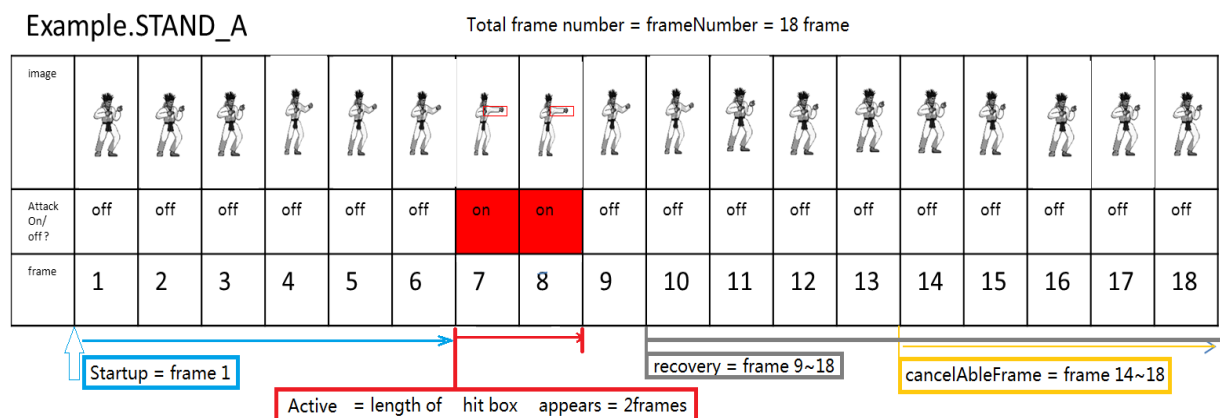 Example.STAND_A
Total frame number = frameNumber = 18 frame
image
Attack
On/
off ?
off off off off off off on on off off off off off off off off off off
frame
1 2 3 4 5 6 7 8 9 10 11 12 13 14 15 16 17 18
Startup = frame 1
recovery = frame 9~18
cancelAbleFrame = frame 14~18
Active = length of hit box appears = 2frames